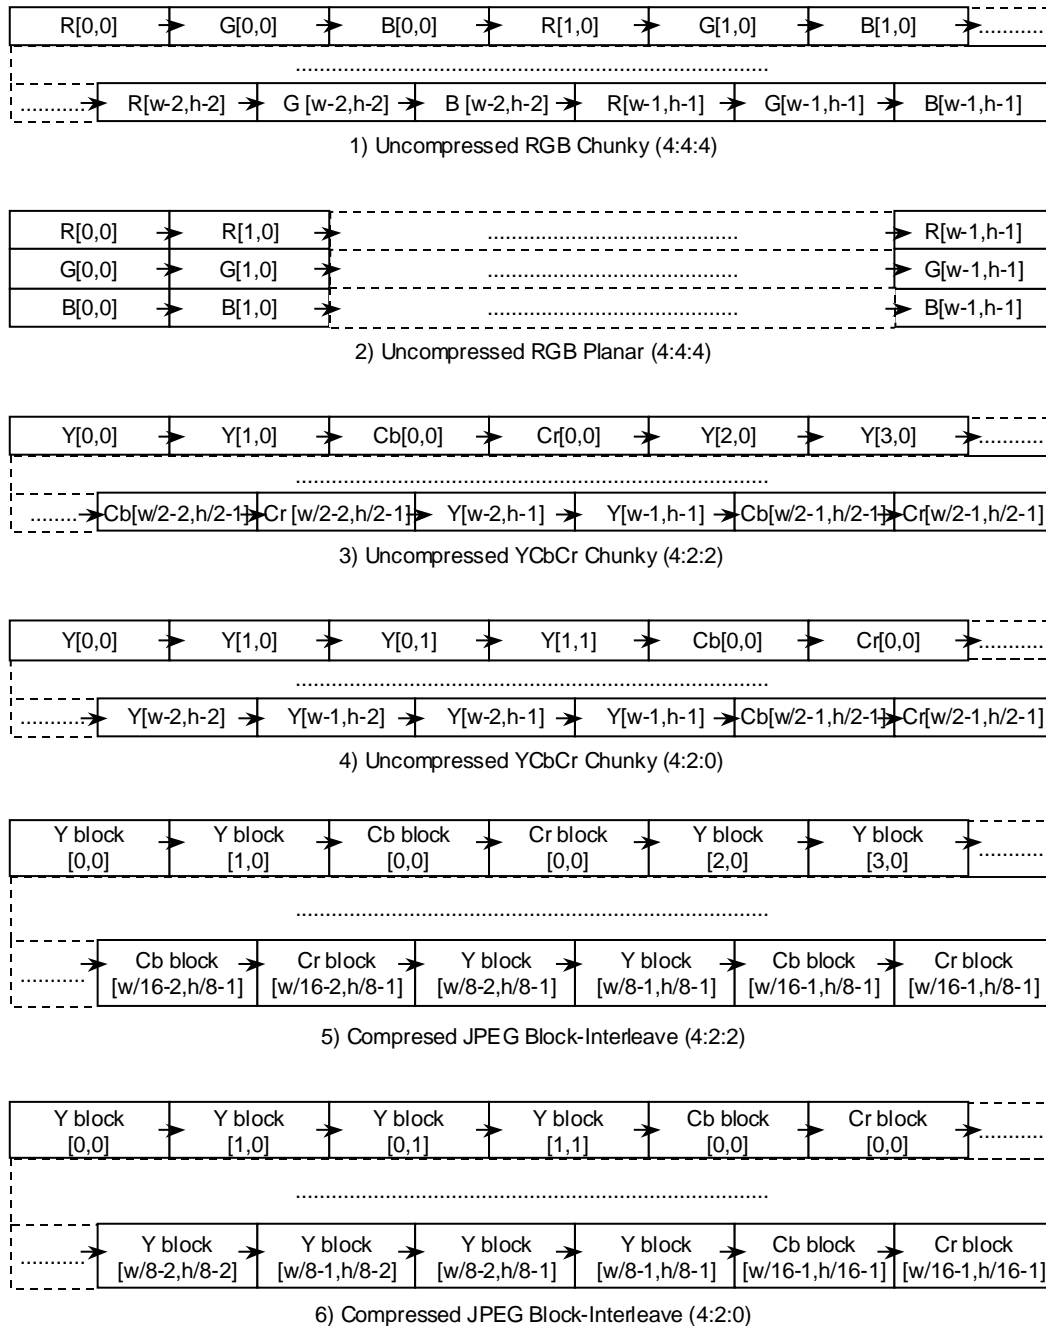 R[0,0] G[0,0] B[0,0] R[1,0] G[1,0] B[1,0] ...........
................................................................................
........... R[w-2,h-2] G [w-2,h-2] B [w-2,h-2] R[w-1,h-1] G[w-1,h-1] B[w-1,h-1]
1) Uncompressed RGB Chunky (4:4:4)
R[0,0] R[1,0] .......................................... R[w-1,h-1]
G[0,0] G[1,0] .......................................... G[w-1,h-1]
B[0,0] B[1,0] .......................................... B[w-1,h-1]
2) Uncompressed RGB Planar (4:4:4)
Y[0,0] Y[1,0] Cb[0,0] Cr[0,0] Y[2,0] Y[3,0] ...........
................................................................................
........ Cb[w/2-2,h/2-1] Cr [w/2-2,h/2-1] Y[w-2,h-1] Y[w-1,h-1] Cb[w/2-1,h/2-1] Cr[w/2-1,h/2-1]
3) Uncompressed YCbCr Chunky (4:2:2)
Y[0,0] Y[1,0] Y[0,1] Y[1,1] Cb[0,0] Cr[0,0] ...........
................................................................................
........... Y[w-2,h-2] Y[w-1,h-2] Y[w-2,h-1] Y[w-1,h-1] Cb[w/2-1,h/2-1] Cr[w/2-1,h/2-1]
4) Uncompressed YCbCr Chunky (4:2:0)
Y block Y block Cb block Cr block Y block Y block
[0,0] [1,0] [0,0] [0,0] [2,0] [3,0] ...........
................................................................................
Cb block Cr block Y block Y block Cb block Cr block
........... [w/16-2,h/8-1] [w/16-2,h/8-1] [w/8-2,h/8-1] [w/8-1,h/8-1] [w/16-1,h/8-1] [w/16-1,h/8-1]
5) Compresed JPEG Block-Interleave (4:2:2)
Y block Y block Y block Y block Cb block Cr block
[0,0] [1,0] [0,1] [1,1] [0,0] [0,0] ...........
................................................................................
Y block Y block Y block Y block Cb block Cr block
........... [w/8-2,h/8-2] [w/8-1,h/8-2] [w/8-2,h/8-1] [w/8-1,h/8-1] [w/16-1,h/16-1] [w/16-1,h/16-1]
6) Compressed JPEG Block-Interleave (4:2:0)